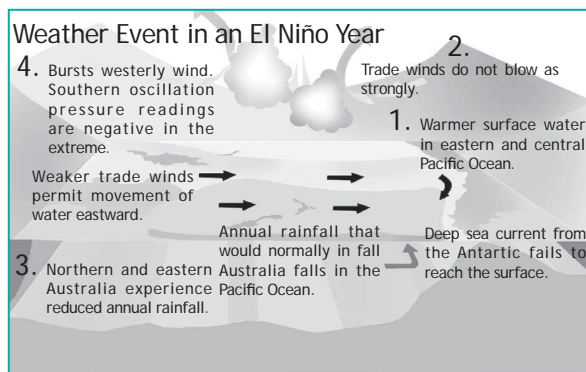 Weather Event in an El Niño Year
4. Bursts westerly wind.
Southern oscillation
pressure readings
are negative in the
extreme.
2.
Trade winds do not blow as
strongly.
1. Warmer surface water
in eastern and central
Pacific Ocean.
Weaker trade winds
permit movement of
water eastward.
Annual rainfall that
would normally in fall
Australia falls in the
Pacific Ocean.
Deep sea current from
the Antartic fails to
reach the surface.
3. Northern and eastern
Australia experience
reduced annual rainfall.